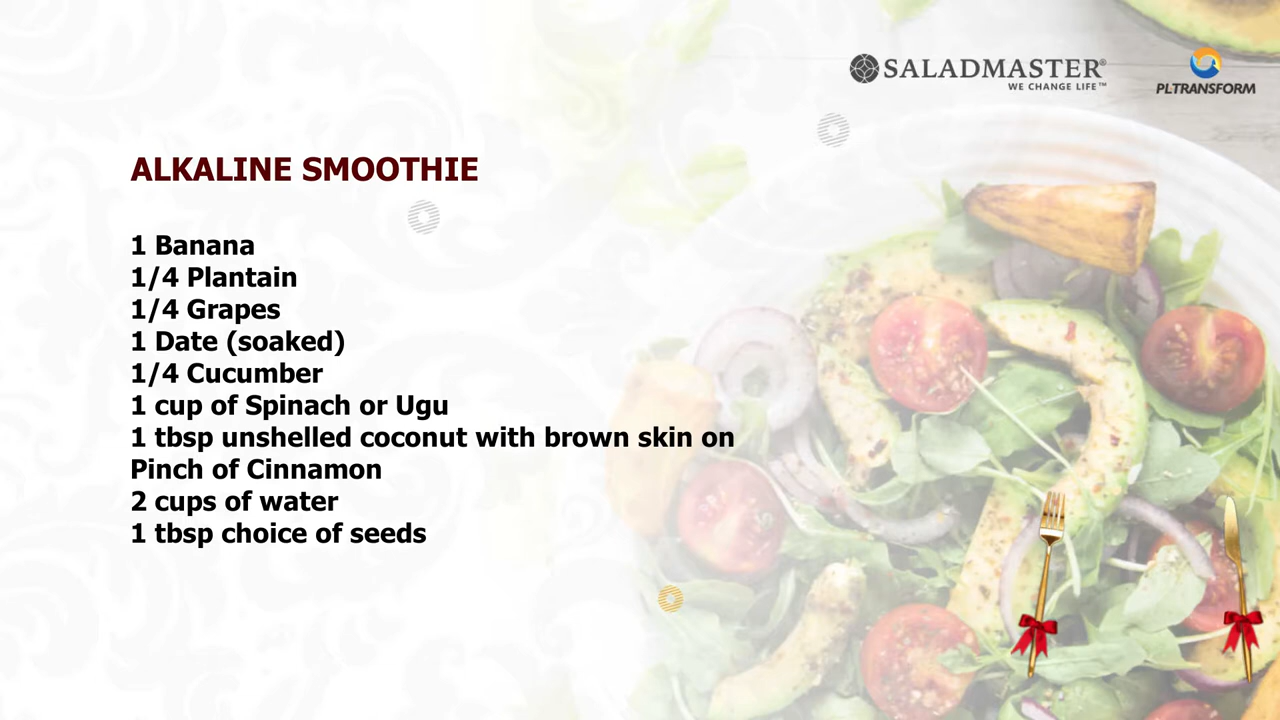 SALADMASTER®
WE CHANGE LIFE™
PLTRANSFORM
ALKALINE SMOOTHIE
1 Banana
1/4 Plantain
1/4 Grapes
1 Date (soaked)
1/4 Cucumber
1 cup of Spinach or Ugu
1 tbsp unshelled coconut with brown skin on
Pinch of Cinnamon
2 cups of water
1 tbsp choice of seeds